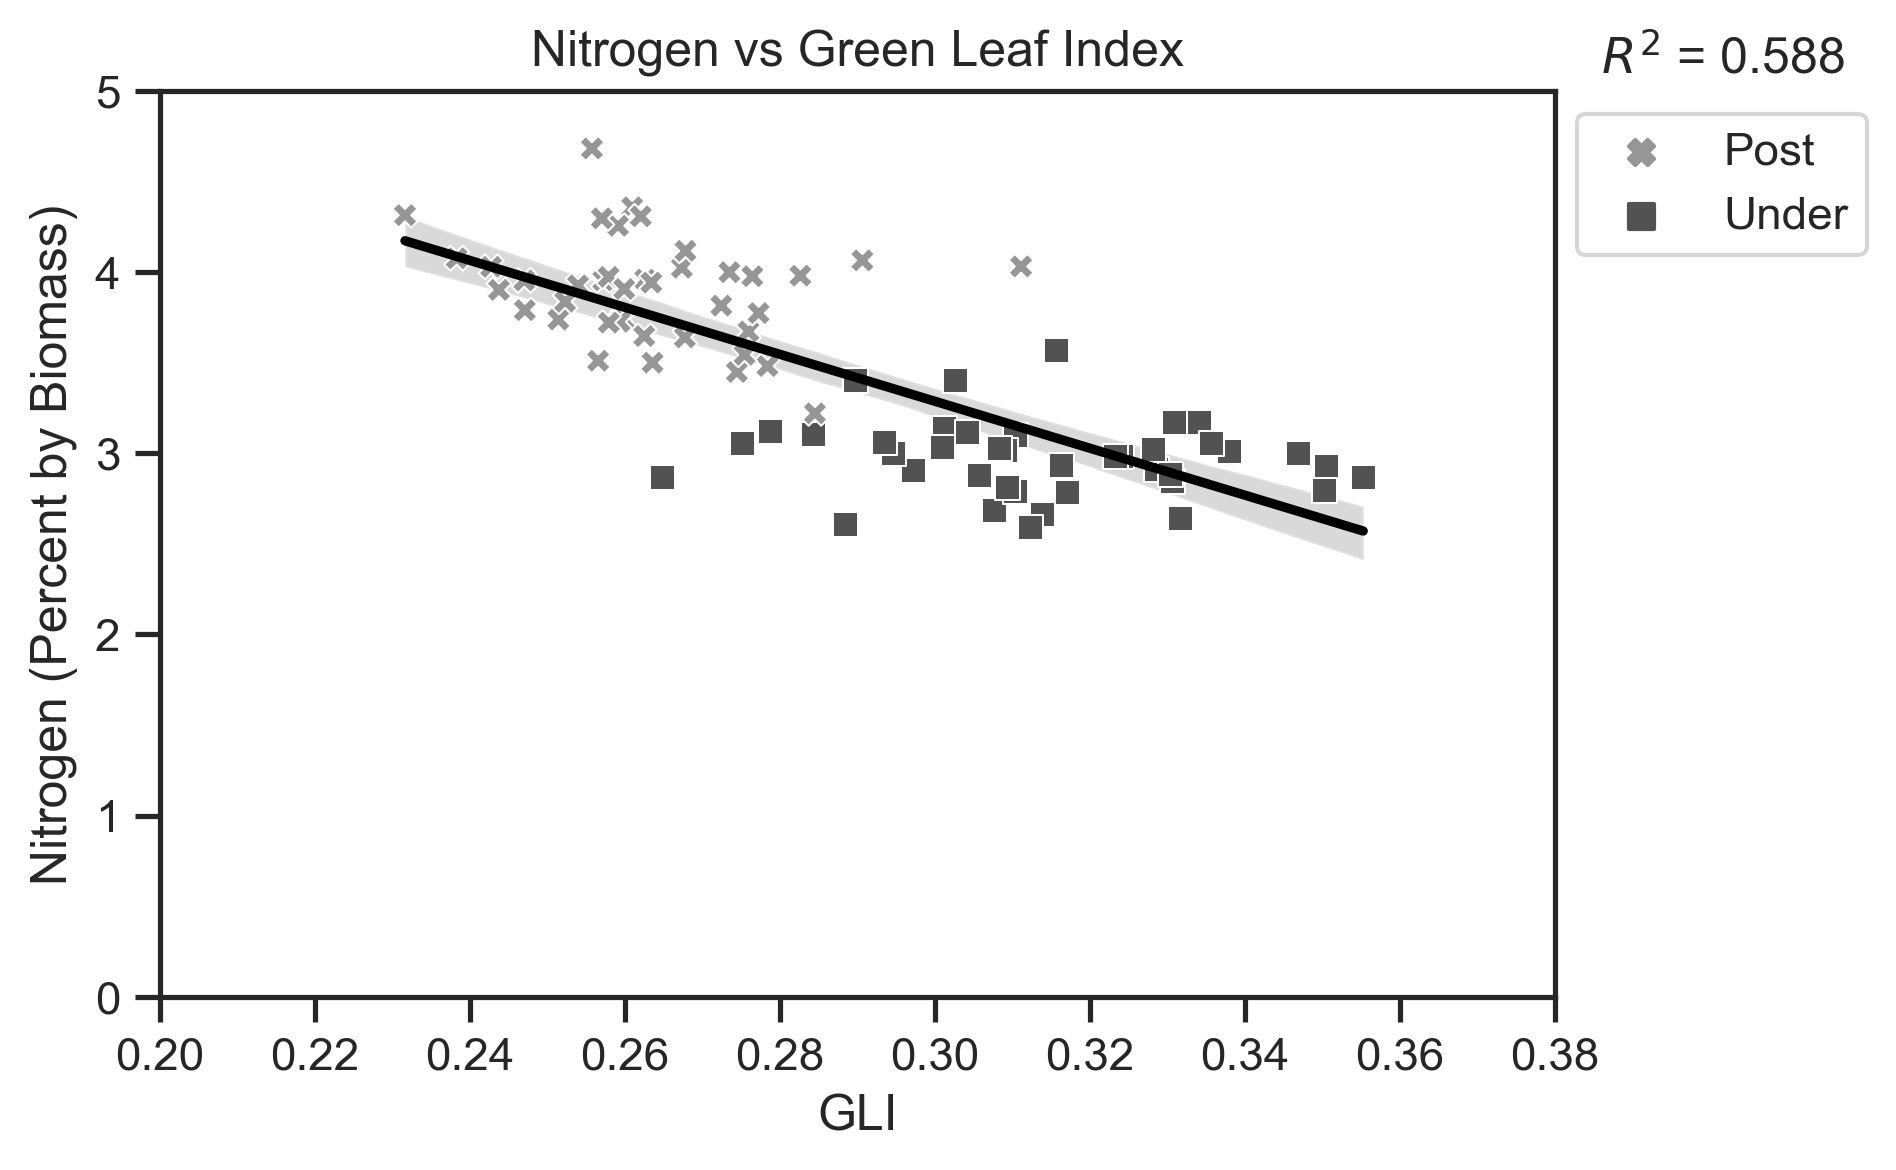 Nitrogen vs Green Leaf Index
R² = 0.588
Post
Under
Nitrogen (Percent by Biomass)
5
4
3
2
1
0
0.20 0.22 0.24 0.26 0.28 0.30 0.32 0.34 0.36 0.38
GLI